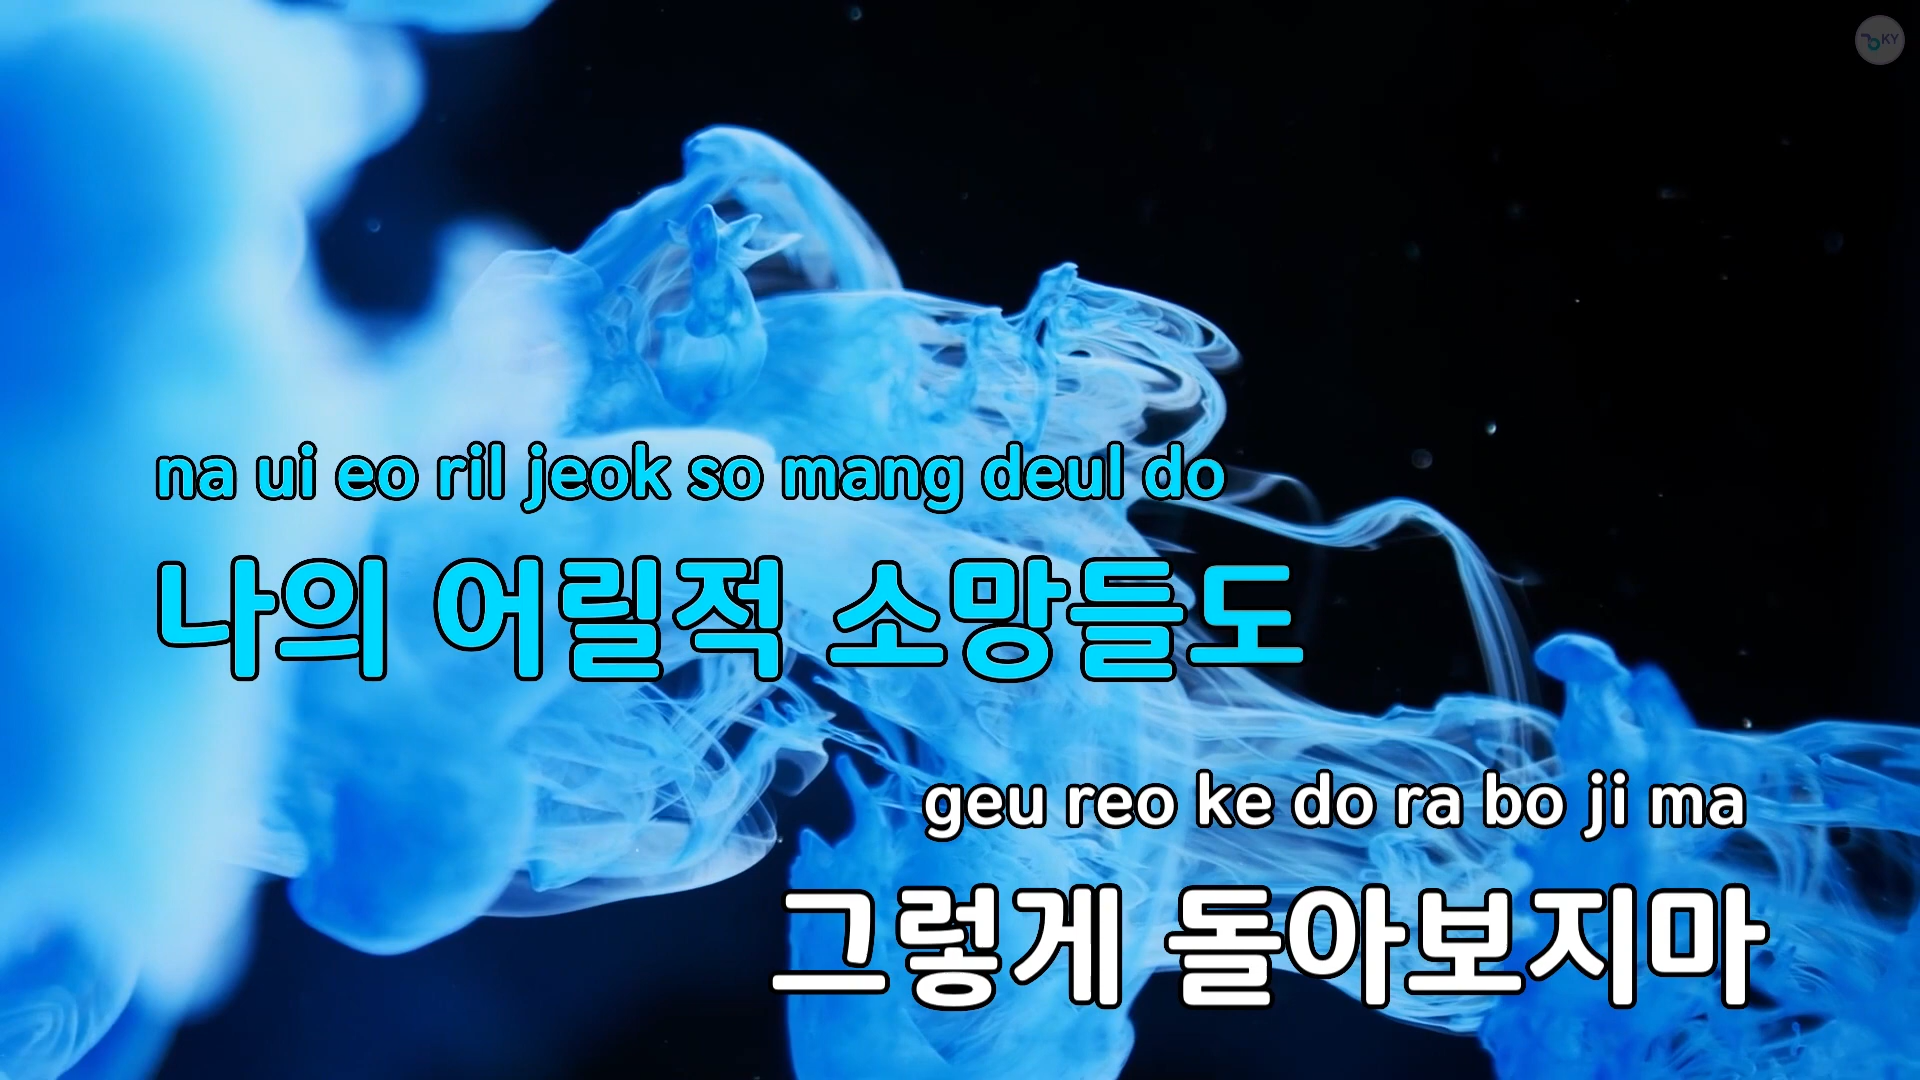 KY
na ui eo ril jeok so mang deul do
나의 어릴적 소망들도
geu reo ke do ra bo ji ma
그렇게 돌아보지마